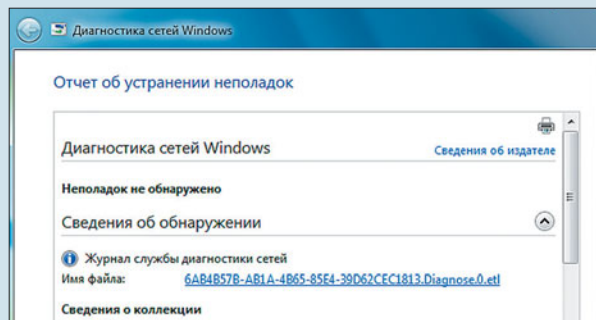 Диагностика сетей Windows
Отчет об устранении неполадок
Диагностика сетей Windows
Сведения об издателе
Неполадок не обнаружено
Сведения об обнаружении
Журнал службы диагностики сетей
Имя файла: 6AB4B57B-AB1A-4B65-85E4-39D62CEC1813.Diagnose.0.etl
Сведения о коллекции